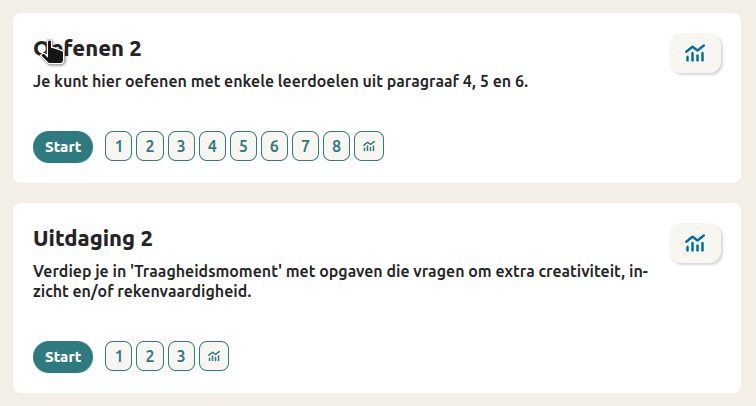 Oefenen 2
Je kunt hier oefenen met enkele leerdoelen uit paragraaf 4, 5 en 6.
Start 1 2 3 4 5 6 7 8
Uitdaging 2
Verdiep je in 'Traagheidsmoment' met opgaven die vragen om extra creativiteit, in-
zicht en/of rekenvaardigheid.
Start 1 2 3